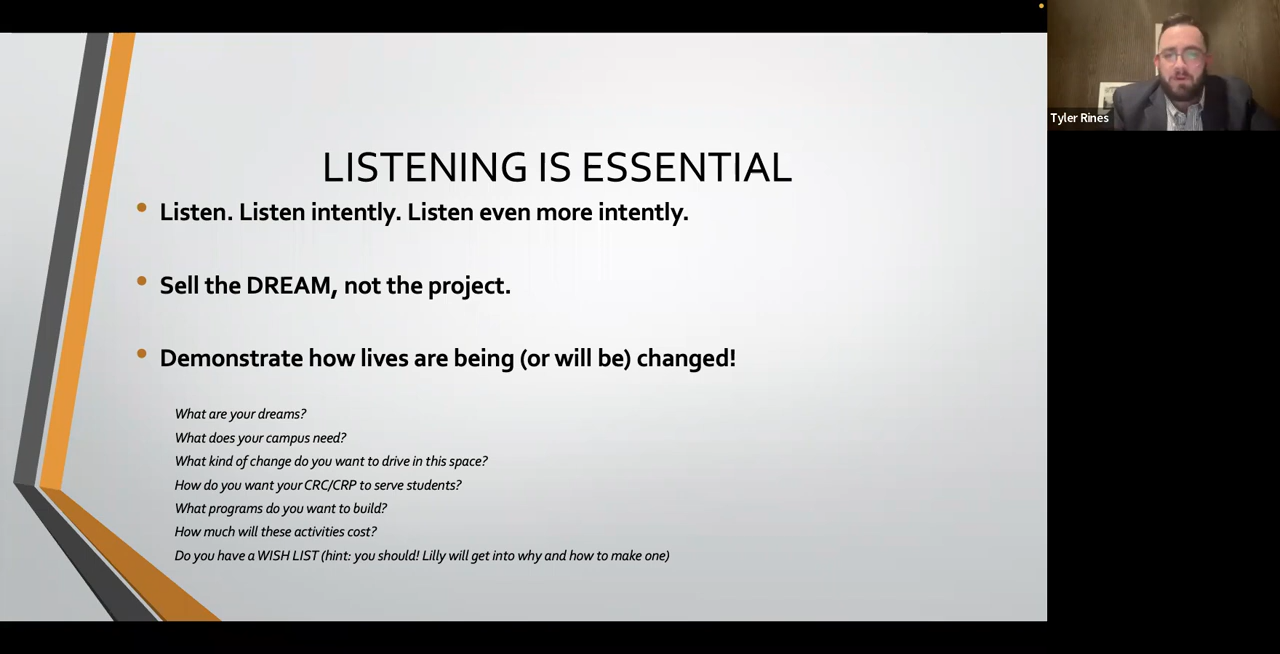 LISTENING IS ESSENTIAL
Listen. Listen intently. Listen even more intently.
Sell the DREAM, not the project.
Demonstrate how lives are being (or will be) changed!
What are your dreams?
What does your campus need?
What kind of change do you want to drive in this space?
How do you want your CRC/CRP to serve students?
What programs do you want to build?
How much will these activities cost?
Do you have a WISH LIST (hint: you should! Lilly will get into why and how to make one)
Tyler Rines